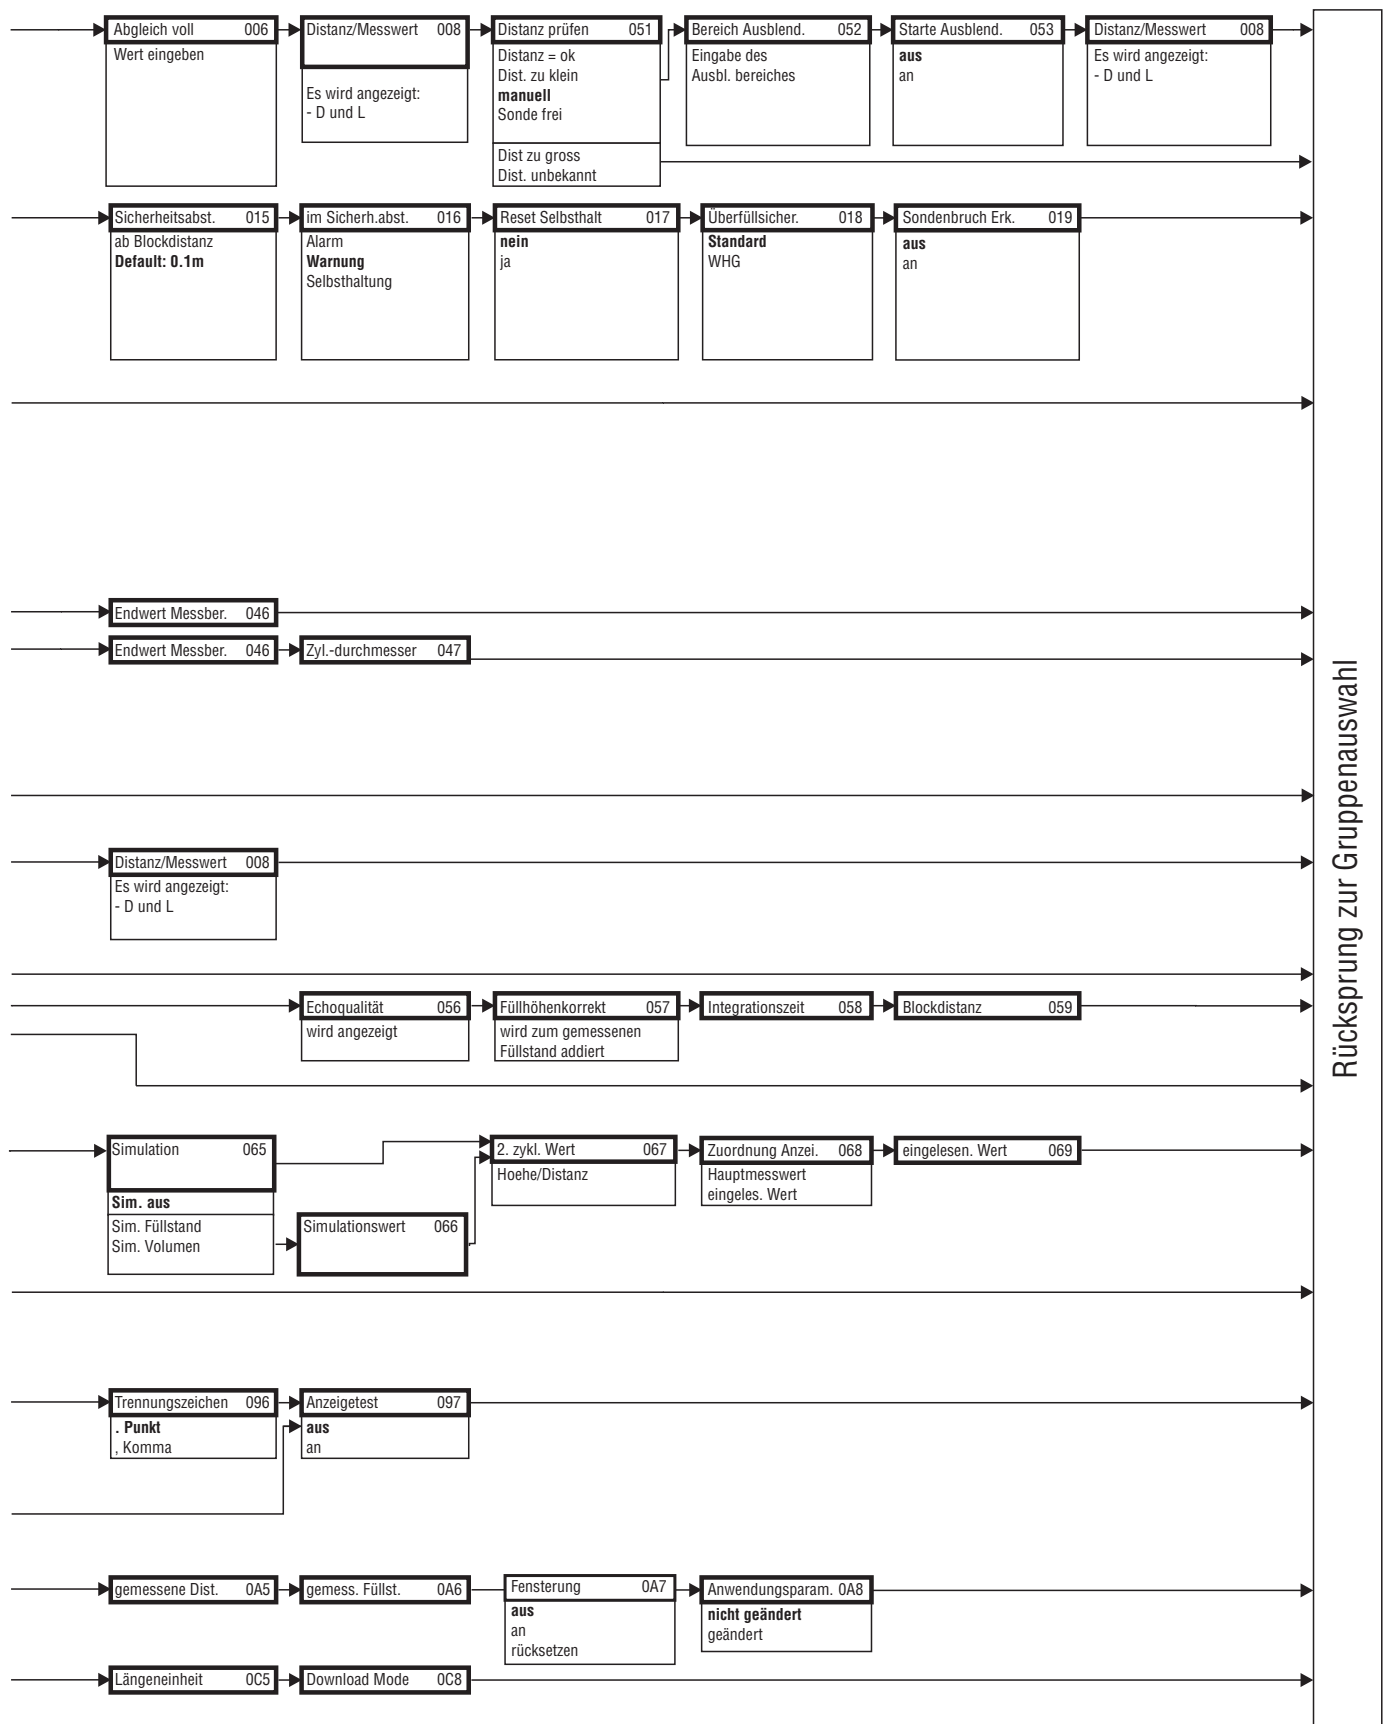 Abgleich voll 006
Wert eingeben
Distanz/Messwert 008
Es wird angezeigt:
- D und L
Distanz prüfen 051
Distanz = ok
Dist. zu klein
manuell
Sonde frei
Dist zu gross
Dist. unbekannt
Bereich Ausblend. 052
Eingabe des
Ausbl. bereiches
Starte Ausblend. 053
aus
an
Distanz/Messwert 008
Es wird angezeigt:
- D und L
Sicherheitsabst. 015
ab Blockdistanz
Default: 0.1m
im Sicherh.abst. 016
Alarm
Warnung
Selbsthaltung
Reset Selbsthalt 017
nein
ja
Überfüllsicher. 018
Standard
WHG
Sondenbruch Erk. 019
aus
an
Endwert Messber. 046
Endwert Messber. 046
Zyl.-durchmesser 047
Distanz/Messwert 008
Es wird angezeigt:
- D und L
Echoqualität 056
wird angezeigt
Füllhöhenkorrekt 057
wird zum gemessenen
Füllstand addiert
Integrationszeit 058
Blockdistanz 059
Simulation 065
Sim. aus
Sim. Füllstand
Sim. Volumen
Simulationswert 066
2. zykl. Wert 067
Hoehe/Distanz
Zuordnung Anzei. 068
Hauptmesswert
eingeles. Wert
eingelesen. Wert 069
Trennungszeichen 096
. Punkt
, Komma
Anzeigetest 097
aus
an
gemessene Dist. 0A5
gemess. Füllst. 0A6
Fensterung 0A7
aus
an
rücksetzen
Anwendungsparam. 0A8
nicht geändert
geändert
Längeneinheit 0C5
Download Mode 0C8
Rücksprung zur Gruppenauswahl